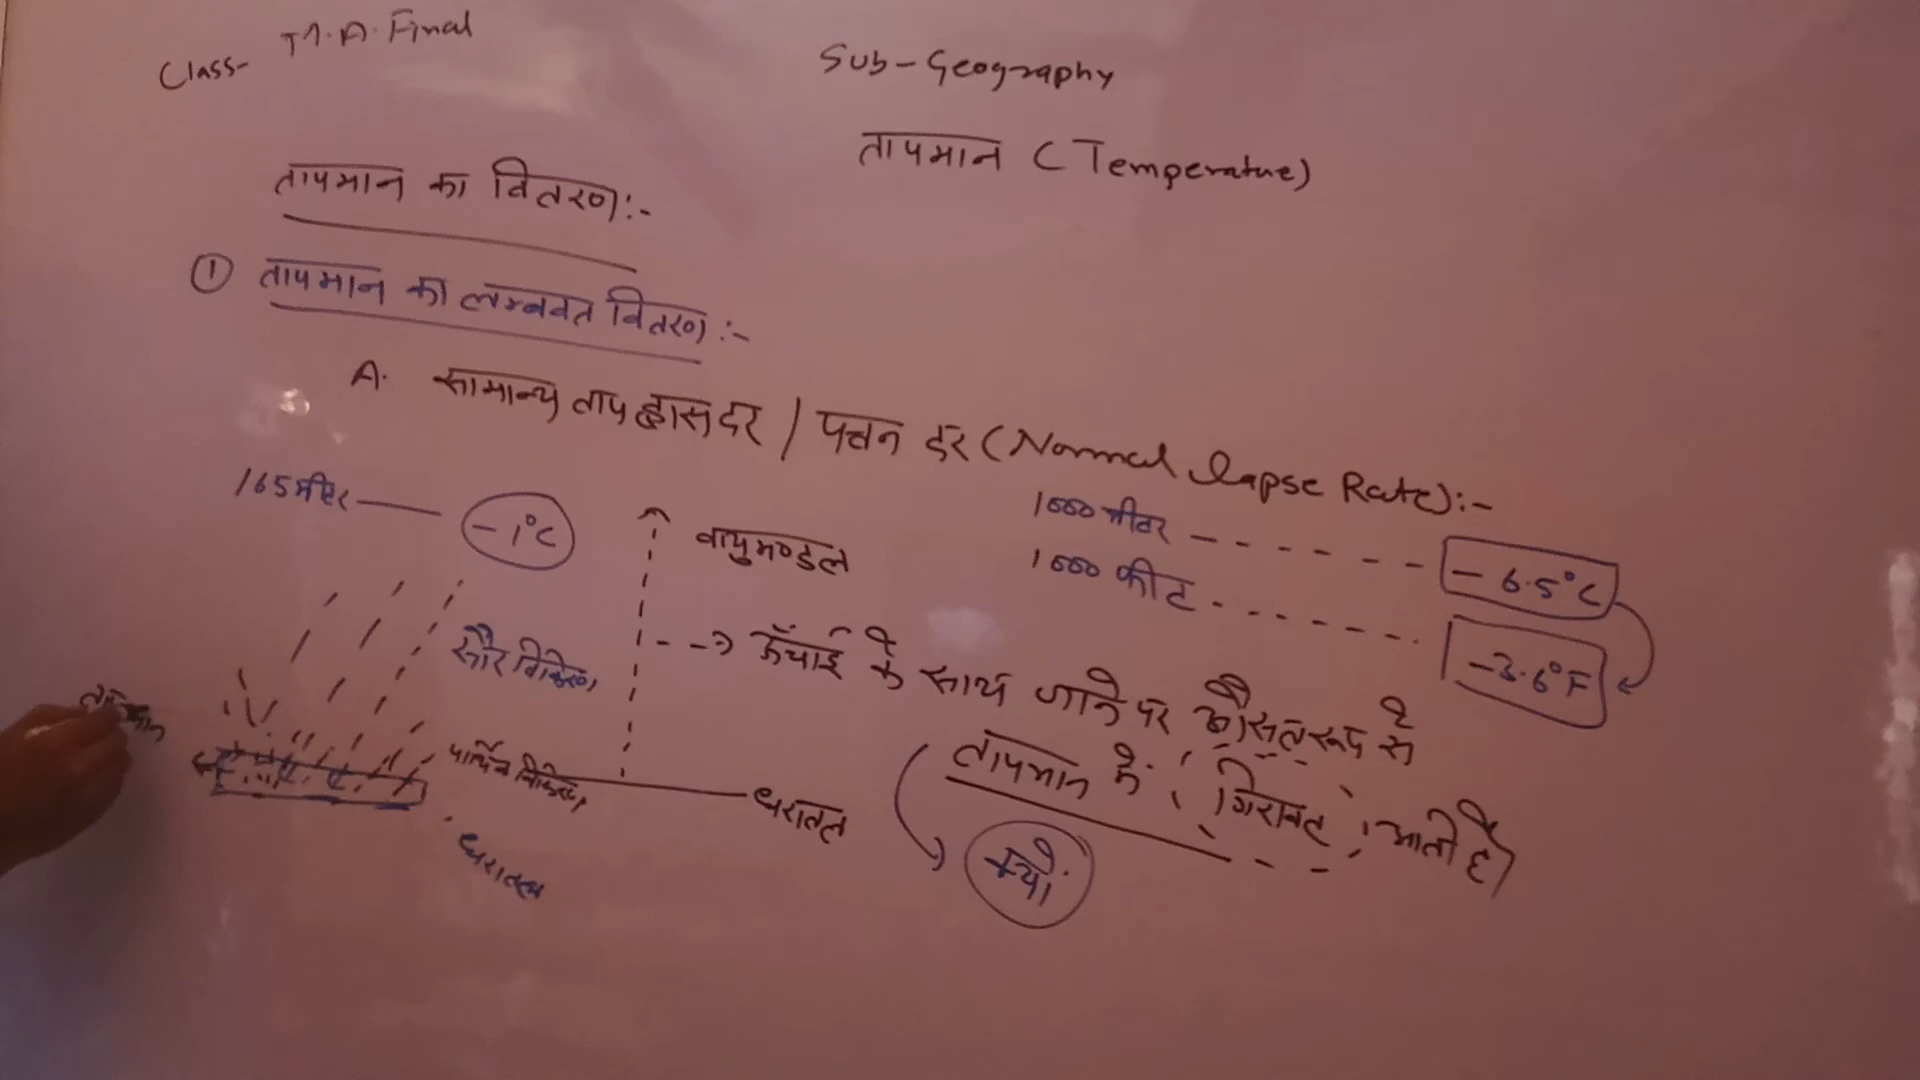 Class- M.A. Final
Sub-Geography
तापमान (Temperature)
तापमान का वितरण:-
① तापमान का लम्बवत वितरण:-
A. सामान्य ताप ह्रास दर / पतन दर (Normal lapse Rate):-
165 मीटर — -1°C
1000 मीटर ------ -6.5°C
1000 फीट ------ -3.6°F
वायुमण्डल
सौर विकिरण
--> ऊँचाई के साथ जाने पर औसत रूप से
तापमान में गिरावट आती है।
क्यों
पार्थिव विकिरण
धरातल
धरातल